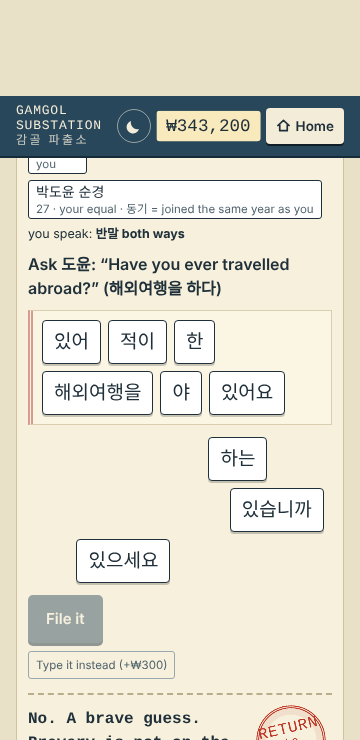 GAMGOL
SUBSTATION
감골 파출소
₩343,200
Home
you
박도윤 순경
27 · your equal · 동기 = joined the same year as you
you speak: 반말 both ways
Ask 도윤: “Have you ever travelled
abroad?” (해외여행을 하다)
있어 적이 한
해외여행을 야 있어요
하는
있습니까
있으세요
File it
Type it instead (+₩300)
No. A brave guess.
RETURN